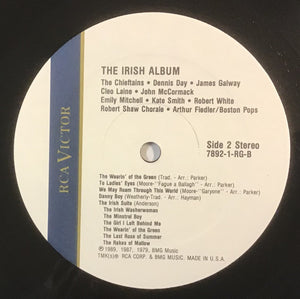 THE IRISH ALBUM
The Chieftains • Dennis Day • James Galway
Cleo Laine • John McCormack
Emily Mitchell • Kate Smith • Robert White
Robert Shaw Chorale • Arthur Fiedler/Boston Pops
RCA VICTOR
Side 2 Stereo
7892-1-RG-B
The Wearin' of the Green (Trad. - Arr.: Parker)
To Ladies' Eyes (Moore-"Fague a Ballagh" - Arr.: Parker)
We May Roam Through This World (Moore-"Garyone" - Arr.: Parker)
Danny Boy (Weatherly-Trad. - Arr.: Hayman)
The Irish Suite (Anderson)
The Irish Washerwoman
The Minstrel Boy
The Girl I Left Behind Me
The Wearin' of the Green
The Last Rose of Summer
The Rakes of Mallow
1989, 1987, 1979, BMG Music
TMK(s)® RCA CORP. & BMG MUSIC. MADE IN U.S.A.